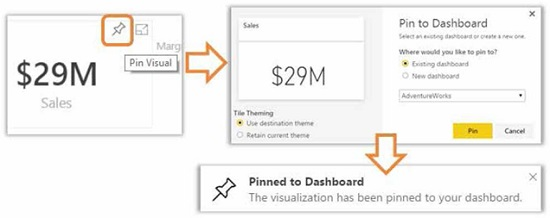 Marg
Pin Visual
$29M
Sales
Sales
$29M
Tile Theming
Use destination theme
Retain current theme
Pin to Dashboard
Select an existing dashboard or create a new one.
Where would you like to pin to?
Existing dashboard
New dashboard
AdventureWorks
Pin
Cancel
Pinned to Dashboard
The visualization has been pinned to your dashboard.